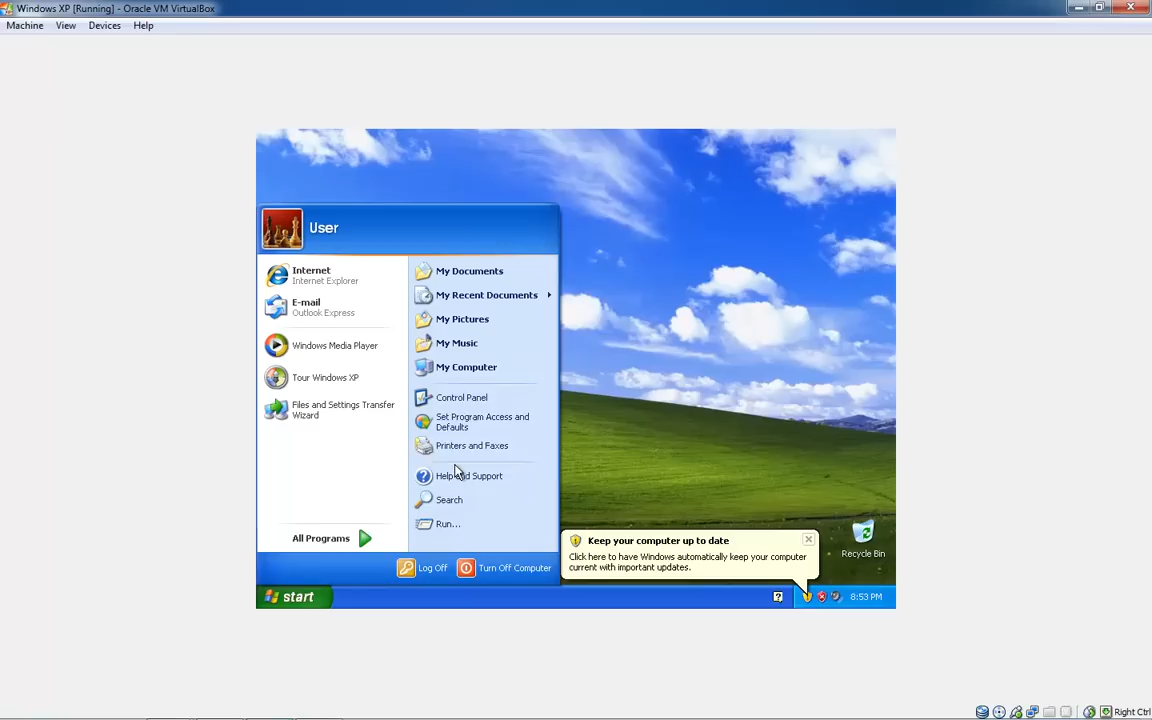 Windows XP [Running] - Oracle VM VirtualBox
Machine View Devices Help
User
Internet
Internet Explorer
E-mail
Outlook Express
Windows Media Player
Tour Windows XP
Files and Settings Transfer
Wizard
All Programs
My Documents
My Recent Documents
My Pictures
My Music
My Computer
Control Panel
Set Program Access and
Defaults
Printers and Faxes
Help and Support
Search
Run...
Log Off
Turn Off Computer
Keep your computer up to date
Click here to have Windows automatically keep your computer
current with important updates.
Recycle Bin
start
8:53 PM
Right Ctrl